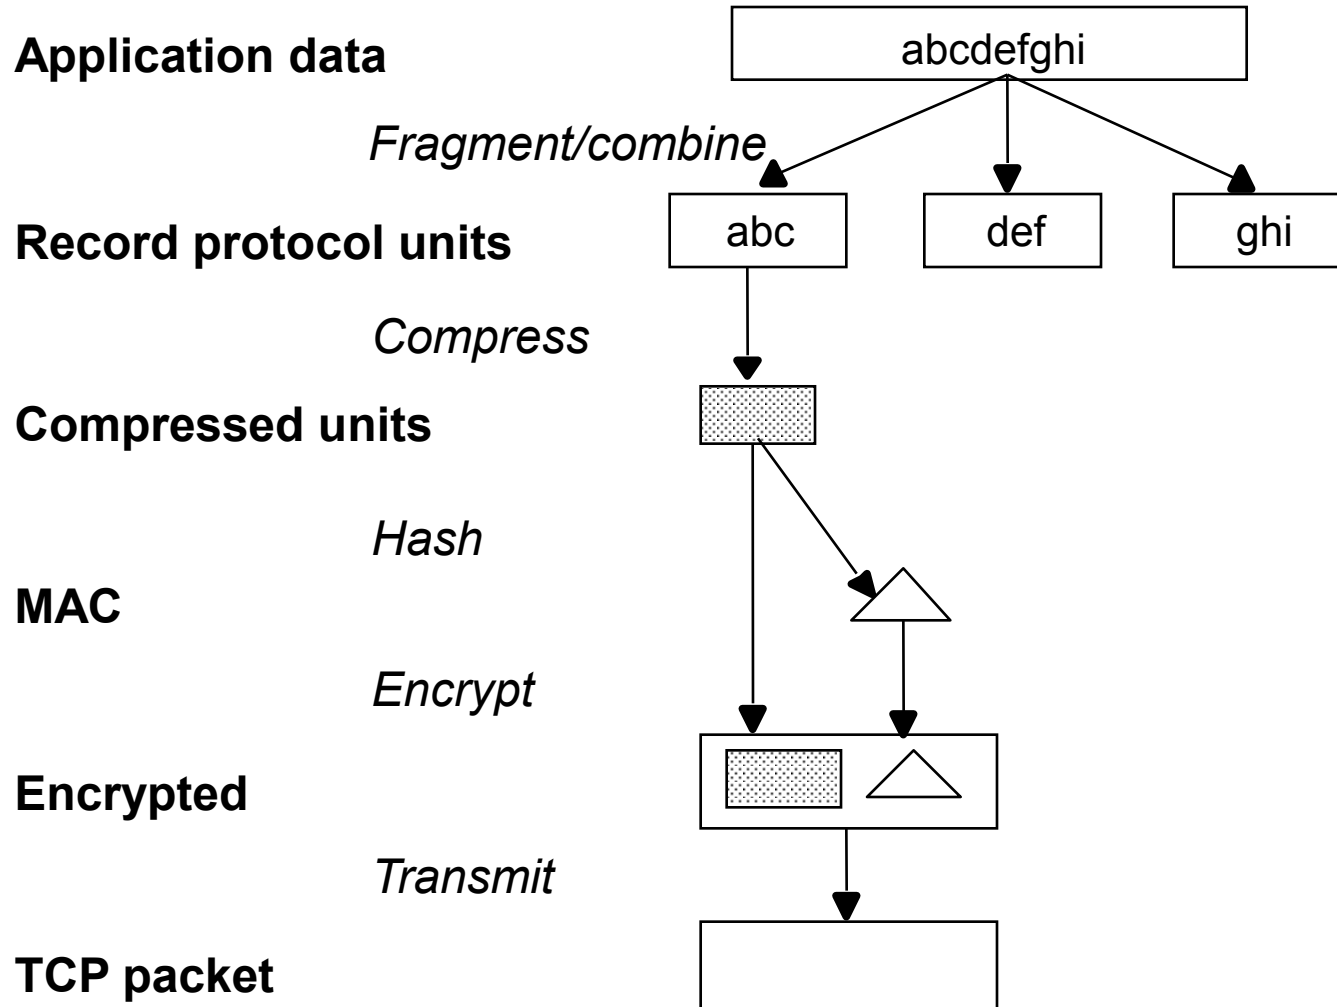 Application data
abcdefghi
Fragment/combine
Record protocol units
abc
def
ghi
Compress
Compressed units
Hash
MAC
Encrypt
Encrypted
Transmit
TCP packet